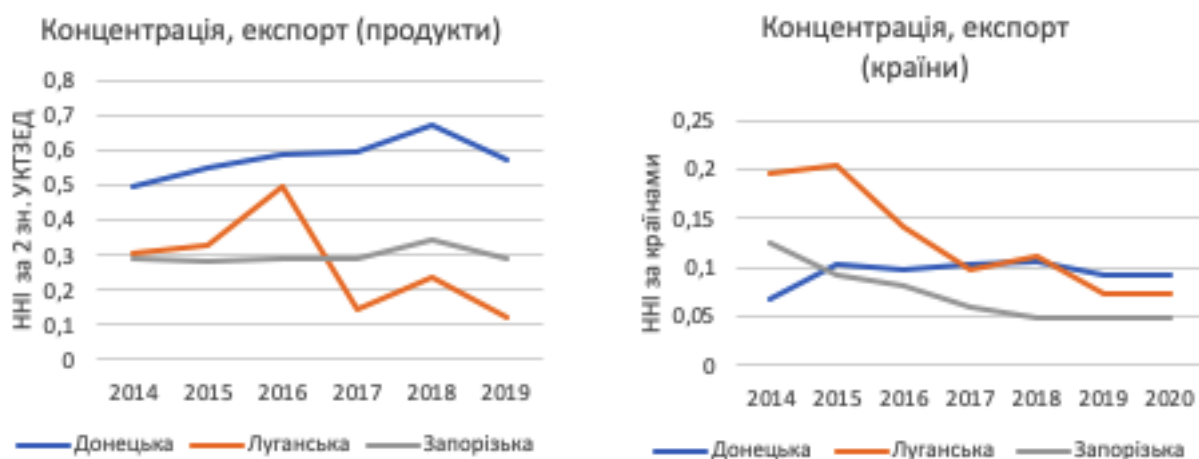 Концентрація, експорт (продукти)
ННІ за 2 зн. УКТЗЕД
0,8
0,7
0,6
0,5
0,4
0,3
0,2
0,1
0
2014 2015 2016 2017 2018 2019
Донецька Луганська Запорізька
Концентрація, експорт
(країни)
ННІ за країнами
0,25
0,2
0,15
0,1
0,05
0
2014 2015 2016 2017 2018 2019 2020
Донецька Луганська Запорізька